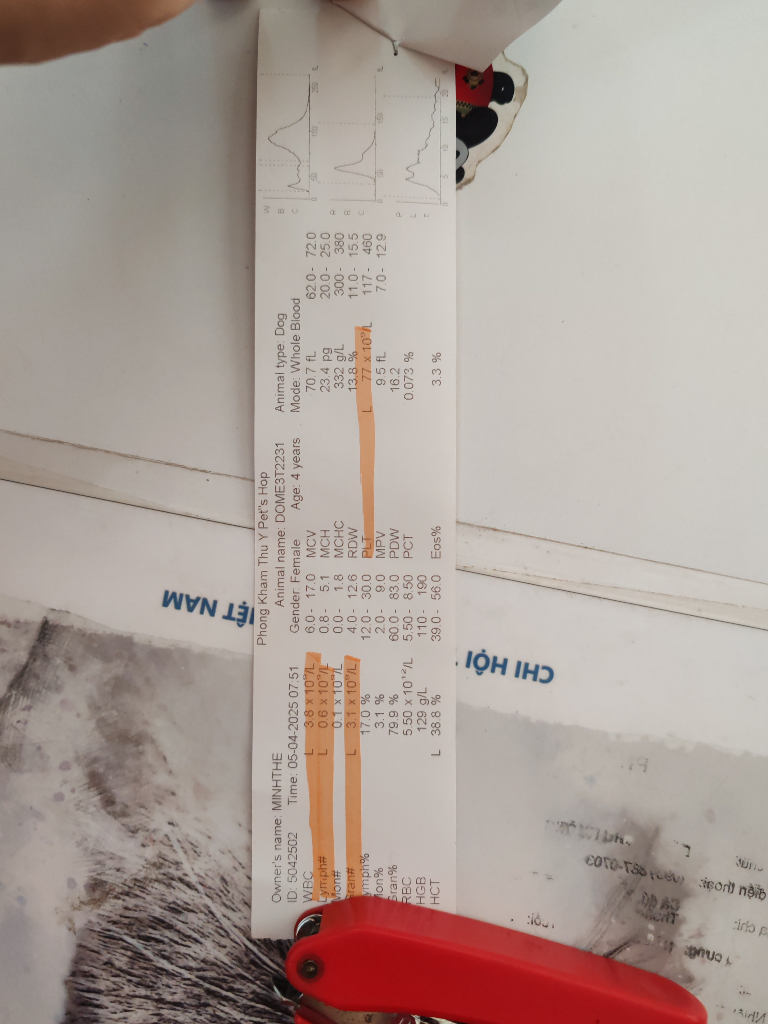 Phong Kham Thu Y Pet"s Hop
Owner's name: MINHTHE Animal name: DOME3T2231 Animal type: Dog
ID: 5042502 Time: 05-04-2025 07:51 Gender: Female Age: 4 years Mode: Whole Blood
WBC L 3.8 x 10⁹/L 6.0 - 17.0 MCV 70.7 fL 62.0 - 72.0
Lymph# L 0.6 x 10⁹/L 0.8 - 5.1 MCH 23.4 pg 20.0 - 25.0
Mon# 0.1 x 10⁹/L 0.0 - 1.8 MCHC 332 g/L 300 - 380
Gran# L 3.1 x 10⁹/L 4.0 - 12.6 RDW 13.8 % 11.0 - 15.5
Lymph% 17.0 % 12.0 - 30.0 PLT L 77 x 10⁹/L 117 - 460
Mon% 3.1 % 2.0 - 9.0 MPV 9.5 fL 7.0 - 12.9
Gran% 79.9 % 60.0 - 83.0 PDW 16.2
RBC 5.50 x 10¹²/L 5.50 - 8.50 PCT 0.073 %
HGB 129 g/L 110 - 190
HCT L 38.8 % 39.0 - 56.0 Eos% 3.3 %
WBC
RBC
PLT
CHI HỘI
IỆT NAM
điện thoại: